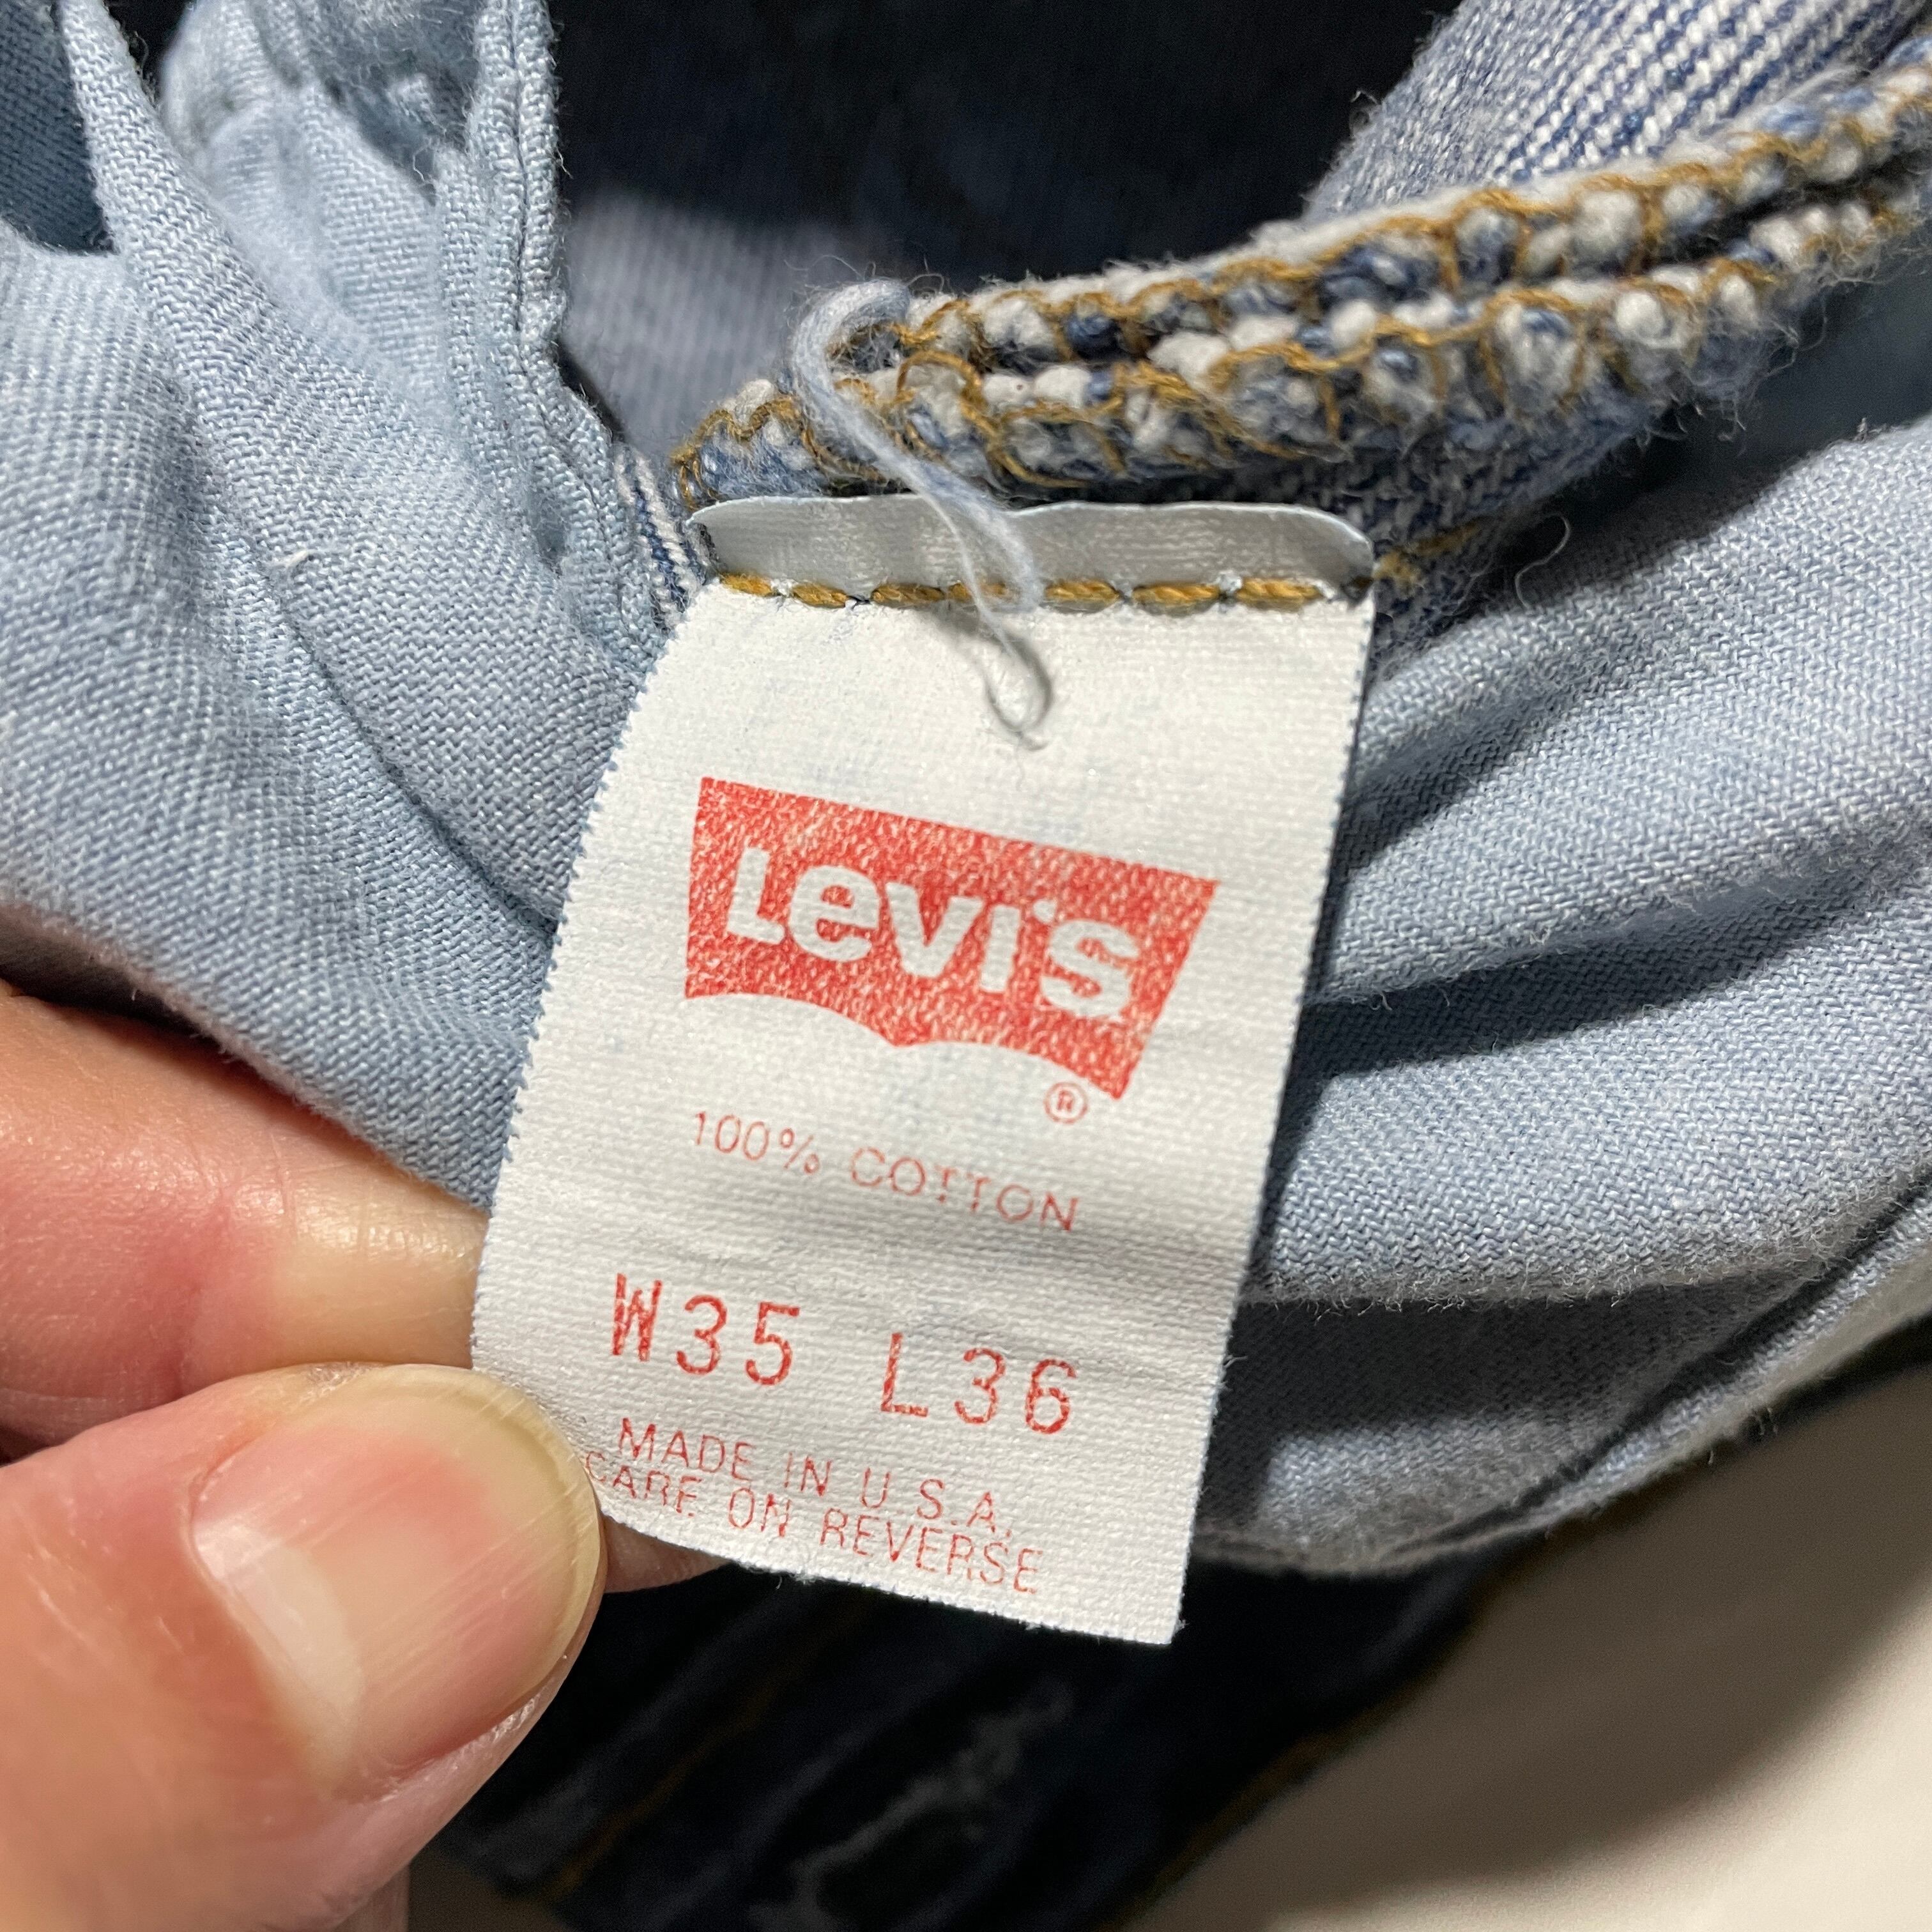 Levi's
®
100% COTTON
W35 L36
MADE IN U.S.A.
CARE ON REVERSE